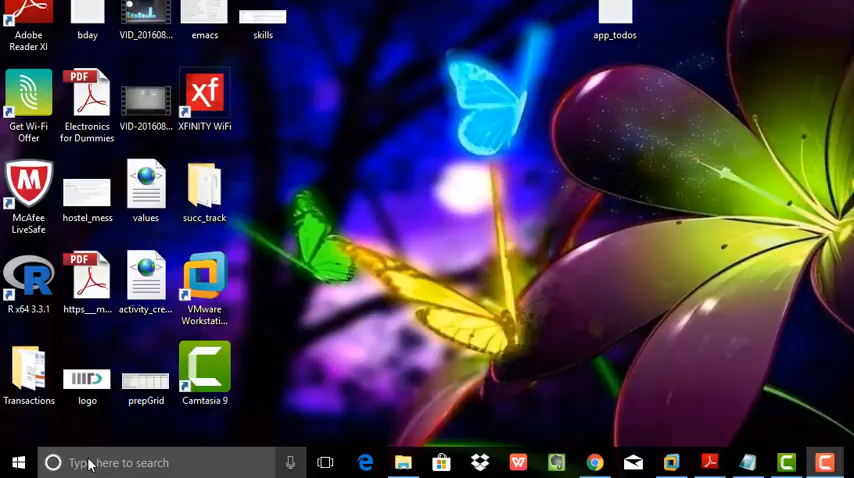 Adobe
Reader XI
bday
VID_201608...
emacs
skills
app_todos
Get Wi-Fi
Offer
PDF
Electronics
for Dummies
VID-201608...
xf
XFINITY WiFi
McAfee
LiveSafe
hostel_mess
values
succ_track
R
R x64 3.3.1
PDF
https___m...
activity_cre...
VMware
Workstati...
Transactions
logo
prepGrid
C
Camtasia 9
Type here to search